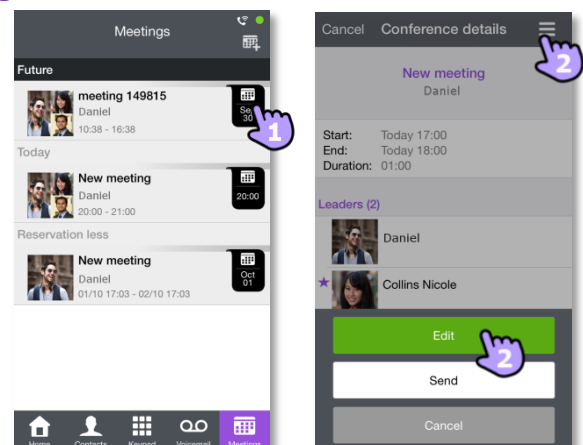 Meetings
Future
meeting 149815
Daniel
10:38 - 16:38
30
1
Today
New meeting
Daniel
20:00 - 21:00
20:00
Reservation less
New meeting
Daniel
01/10 17:03 - 02/10 17:03
Oct
01
Home
Contacts
Keypad
Voicemail
Meetings
Cancel
Conference details
2
New meeting
Daniel
Start: Today 17:00
End: Today 18:00
Duration: 01:00
Leaders (2)
Daniel
Collins Nicole
Edit
2
Send
Cancel